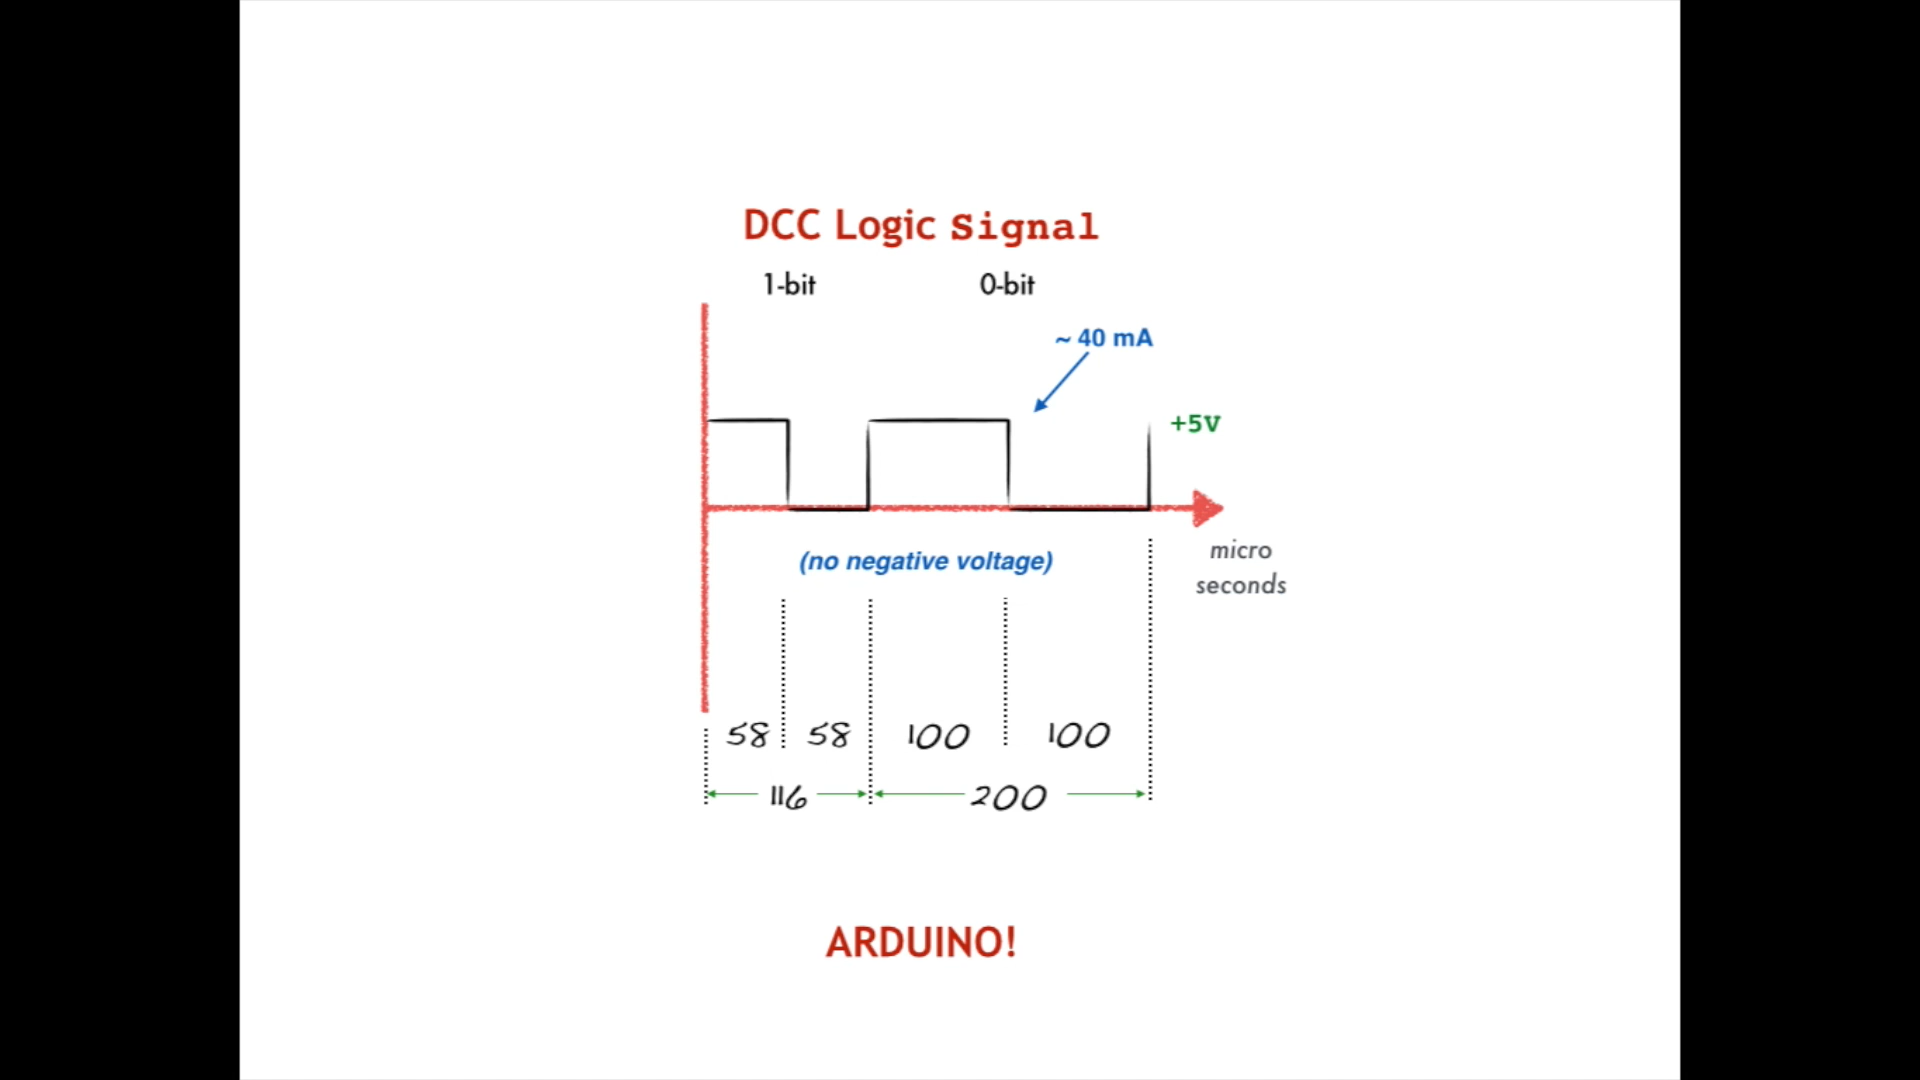 DCC Logic Signal
1-bit 0-bit
~ 40 mA
+5V
(no negative voltage)
micro
seconds
58 58 100 100
116 200
ARDUINO!